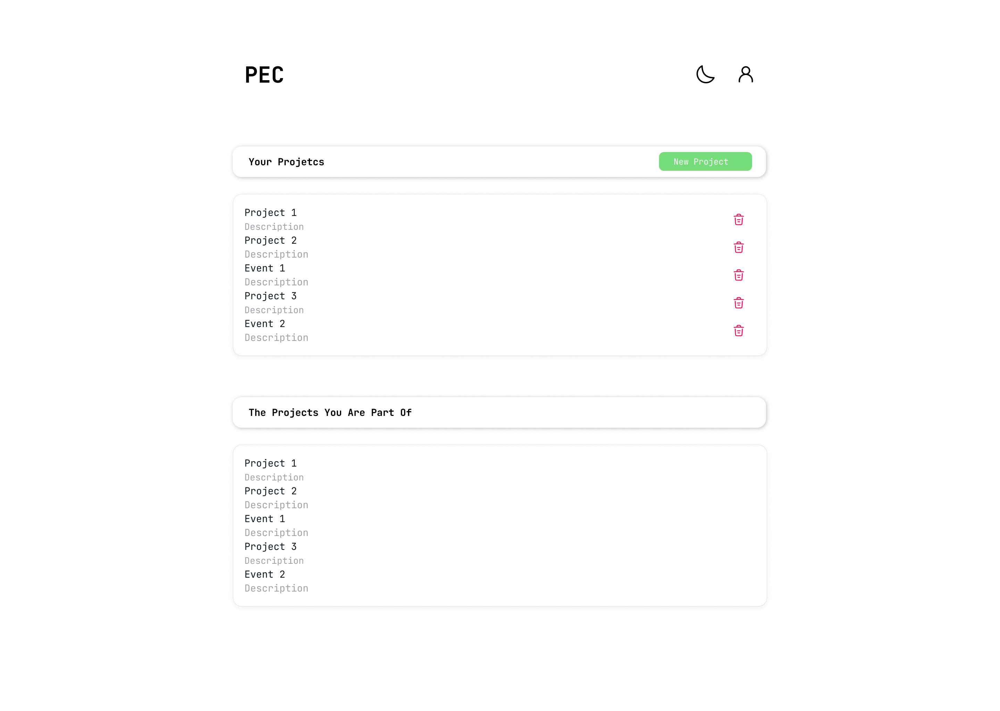 PEC
Your Projetcs
New Project
Project 1
Description
Project 2
Description
Event 1
Description
Project 3
Description
Event 2
Description
The Projects You Are Part Of
Project 1
Description
Project 2
Description
Event 1
Description
Project 3
Description
Event 2
Description